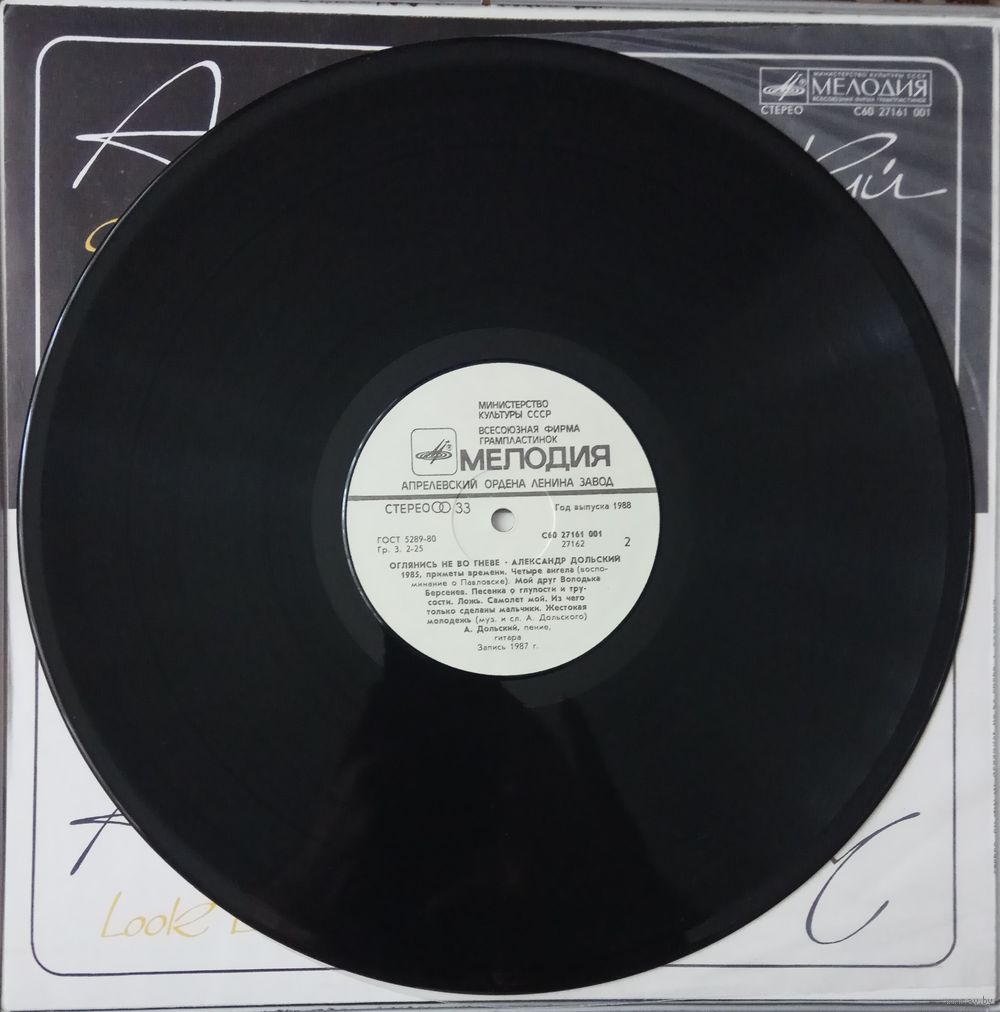 МИНИСТЕРСТВО КУЛЬТУРЫ СССР
МЕЛОДИЯ
ВСЕСОЮЗНАЯ ФИРМА ГРАМПЛАСТИНОК
СТЕРЕО С60 27161 001
А кий
МИНИСТЕРСТВО
КУЛЬТУРЫ СССР
ВСЕСОЮЗНАЯ ФИРМА
ГРАМПЛАСТИНОК
МЕЛОДИЯ
АПРЕЛЕВСКИЙ ОРДЕНА ЛЕНИНА ЗАВОД
СТЕРЕО 33 Год выпуска 1988
ГОСТ 5289-80 С60 27161 001
Гр. 3. 2-25 27162 2
ОГЛЯНИСЬ НЕ ВО ГНЕВЕ · АЛЕКСАНДР ДОЛЬСКИЙ
1985, приметы времени. Четыре ангела (воспо-
минание о Павловске). Мой друг Володька
Берсенев. Песенка о глупости и тру-
сости. Ложь. Самолет мой. Из чего
только сделаны мальчики. Жестокая
молодежь (муз. и сл. А. Дольского)
А. Дольский, пение,
гитара
Запись 1987 г.
Look